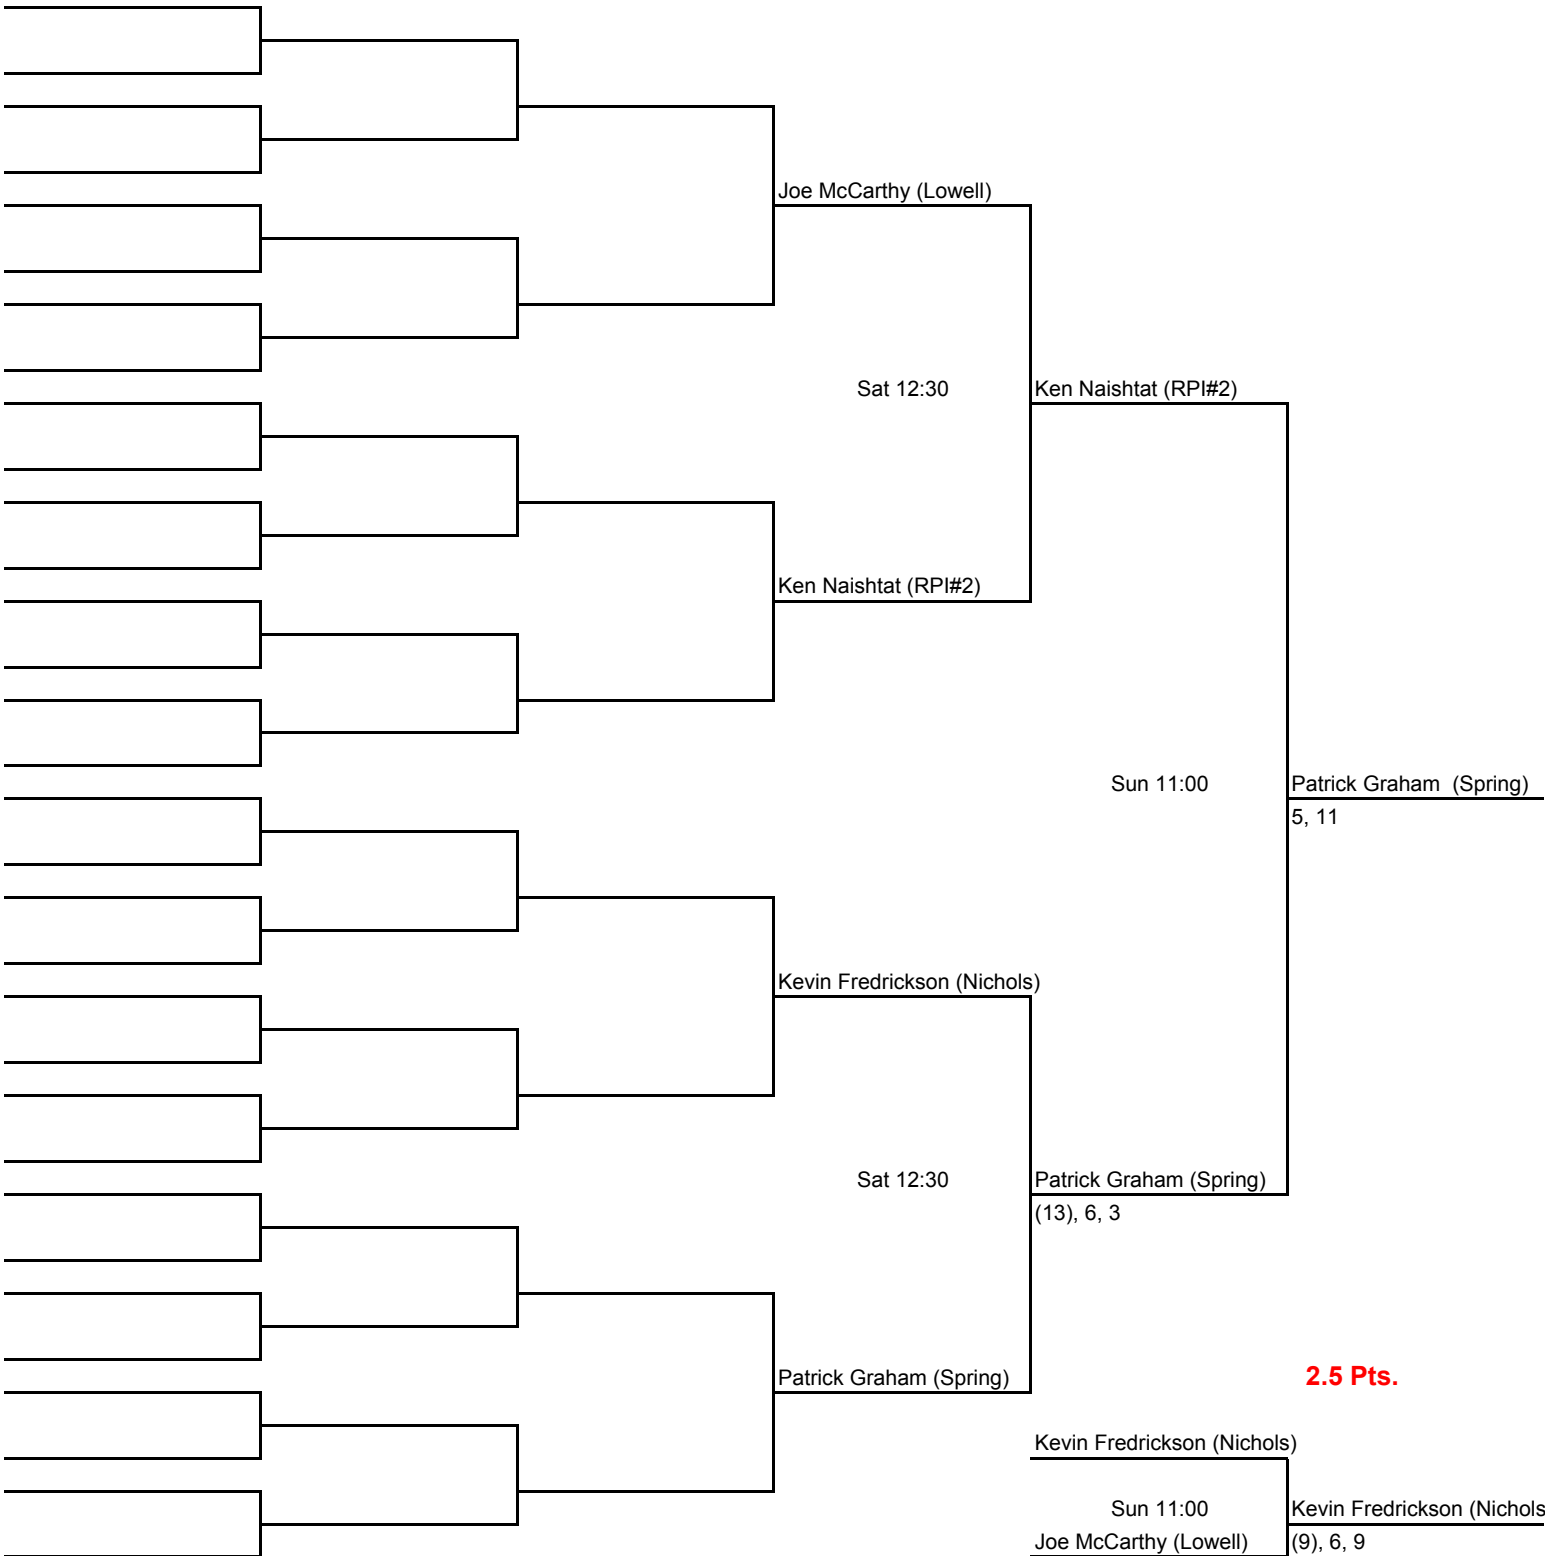 Joe McCarthy (Lowell)
Sat 12:30
Ken Naishtat (RPI#2)
Ken Naishtat (RPI#2)
Sun 11:00
Patrick Graham  (Spring)
5, 11
Kevin Fredrickson (Nichols)
Sat 12:30
Patrick Graham (Spring)
(13), 6, 3
Patrick Graham (Spring)
2.5 Pts.
Kevin Fredrickson (Nichols)
Sun 11:00
Kevin Fredrickson (Nichols
Joe McCarthy (Lowell)
(9), 6, 9